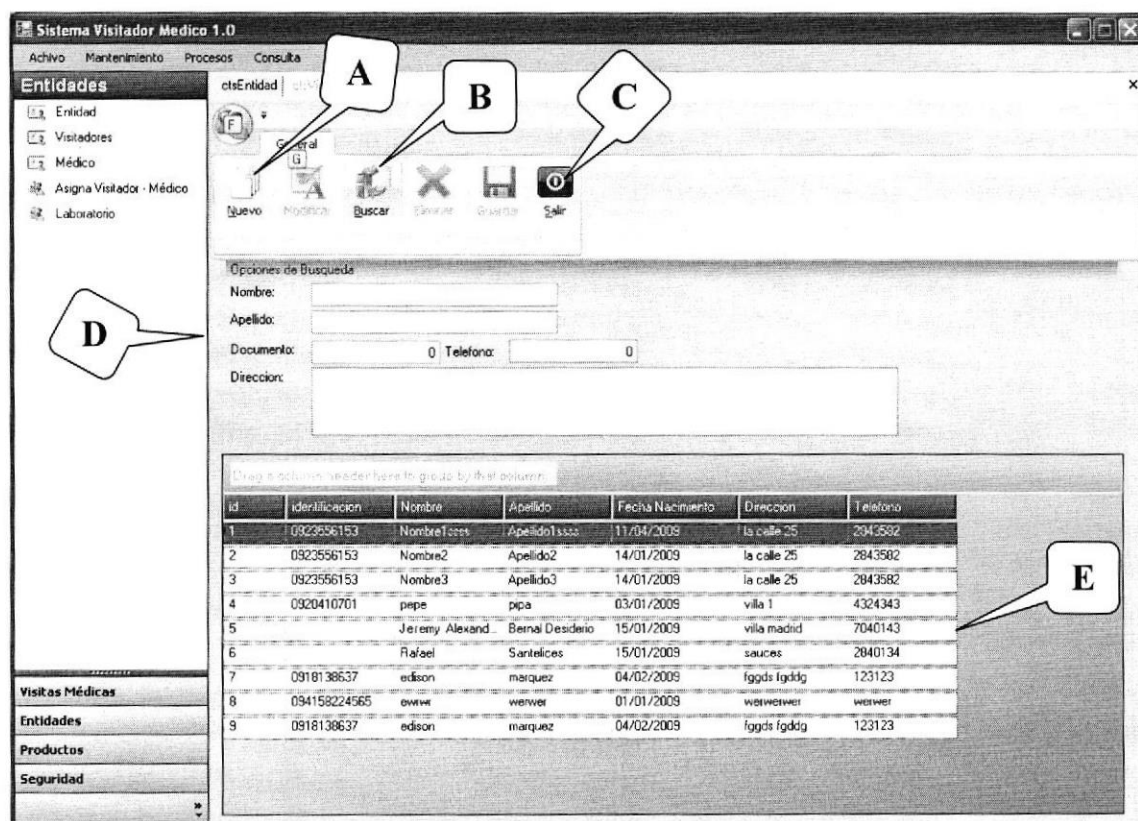 Sistema Visitador Medico 1.0
Achivo Mantenimiento Procesos Consulta
Entidades
Entidad
Visitadores
Médico
Asigna Visitador - Médico
Laboratorio
Visitas Médicas
Entidades
Productos
Seguridad
A
B
C
D
E
ctsEntidad
F
General
G
Nuevo Modificar Buscar Eliminar Guardar Salir
Opciones de Busqueda
Nombre:
Apellido:
Documento: 0 Telefono: 0
Direccion:
Drag a column header here to group by that column.
id identificacion Nombre Apellido Fecha Nacimiento Direccion Telefono
1 0923556153 11/04/2009 la calle 25 2843582
2 0923556153 Nombre2 Apellido2 14/01/2009 la calle 25 2843582
3 0923556153 Nombre3 Apellido3 14/01/2009 la calle 25 2843582
4 0920410701 pepe pipa 03/01/2009 villa 1 4324343
5 Jeremy Alexand... Bernal Desiderio 15/01/2009 villa madrid 7040143
6 Rafael Santelices 15/01/2009 sauces 2840134
7 0918138637 edison marquez 04/02/2009 fggds fgddg 123123
8 094158224565 werwer 01/01/2009 werwerwer werwer
9 0918138637 edison marquez 04/02/2009 fggds fgddg 123123